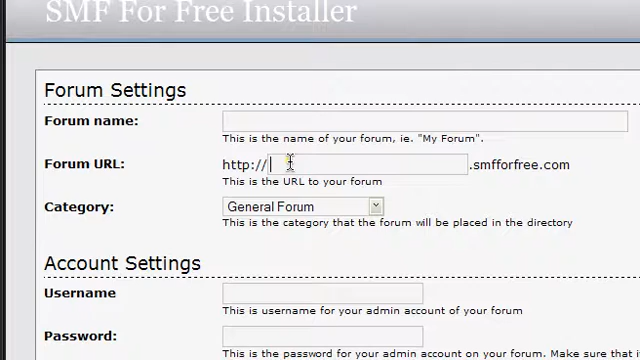 SMF For Free Installer
Forum Settings
Forum name:
This is the name of your forum, ie. "My Forum".
Forum URL: http:// .smfforfree.com
This is the URL to your forum
Category: General Forum
This is the category that the forum will be placed in the directory
Account Settings
Username
This is username for your admin account of your forum
Password:
This is the password for your admin account on your forum. Make sure that i